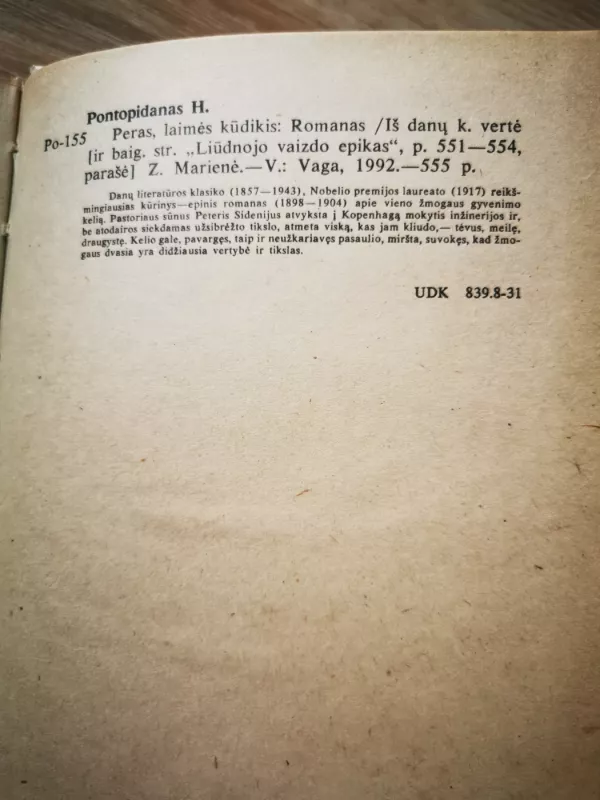 Pontopidanas H.
Po-155 Peras, laimės kūdikis: Romanas /Iš danų k. vertė
[ir baig. str. „Liūdnojo vaizdo epikas“, p. 551—554,
parašė] Z. Marienė.—V.: Vaga, 1992.—555 p.
Danų literatūros klasiko (1857—1943), Nobelio premijos laureato (1917) reikš-
mingiausias kūrinys—epinis romanas (1898—1904) apie vieno žmogaus gyvenimo
kelią. Pastoriaus sūnus Peteris Sidenijus atvyksta į Kopenhagą mokytis inžinerijos ir,
be atodairos siekdamas užsibrėžto tikslo, atmeta viską, kas jam kliudo,— tėvus, meilę,
draugystę. Kelio gale, pavargęs, taip ir neužkariavęs pasaulio, miršta, suvokęs, kad žmo-
gaus dvasia yra didžiausia vertybė ir tikslas.
UDK 839.8-31